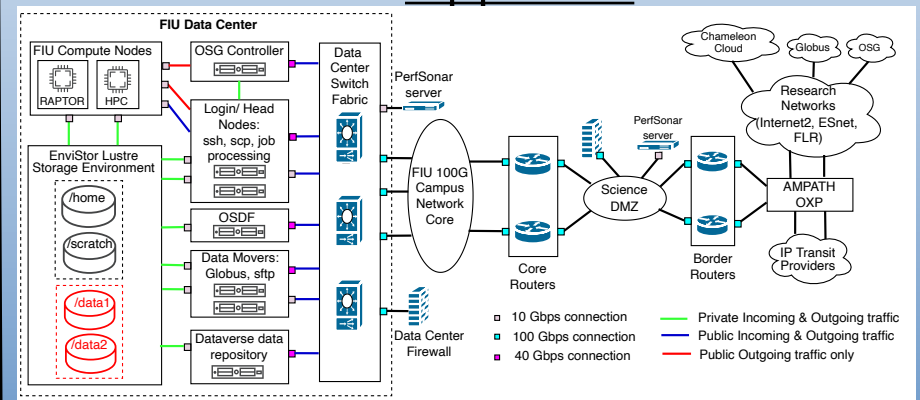 FIU Data Center
FIU Compute Nodes
RAPTOR
HPC
EnviStor Lustre
Storage Environment
/home
/scratch
/data1
/data2
OSG Controller
Login/ Head
Nodes:
ssh, scp, job
processing
OSDF
Data Movers:
Globus, sftp
Dataverse data
repository
Data
Center
Switch
Fabric
PerfSonar
server
FIU 100G
Campus
Network
Core
Data Center
Firewall
Core
Routers
PerfSonar
server
Science
DMZ
Border
Routers
Chameleon
Cloud
Globus
OSG
Research
Networks
(Internet2, ESnet,
FLR)
AMPATH
OXP
IP Transit
Providers
10 Gbps connection
100 Gbps connection
40 Gbps connection
Private Incoming & Outgoing traffic
Public Incoming & Outgoing traffic
Public Outgoing traffic only